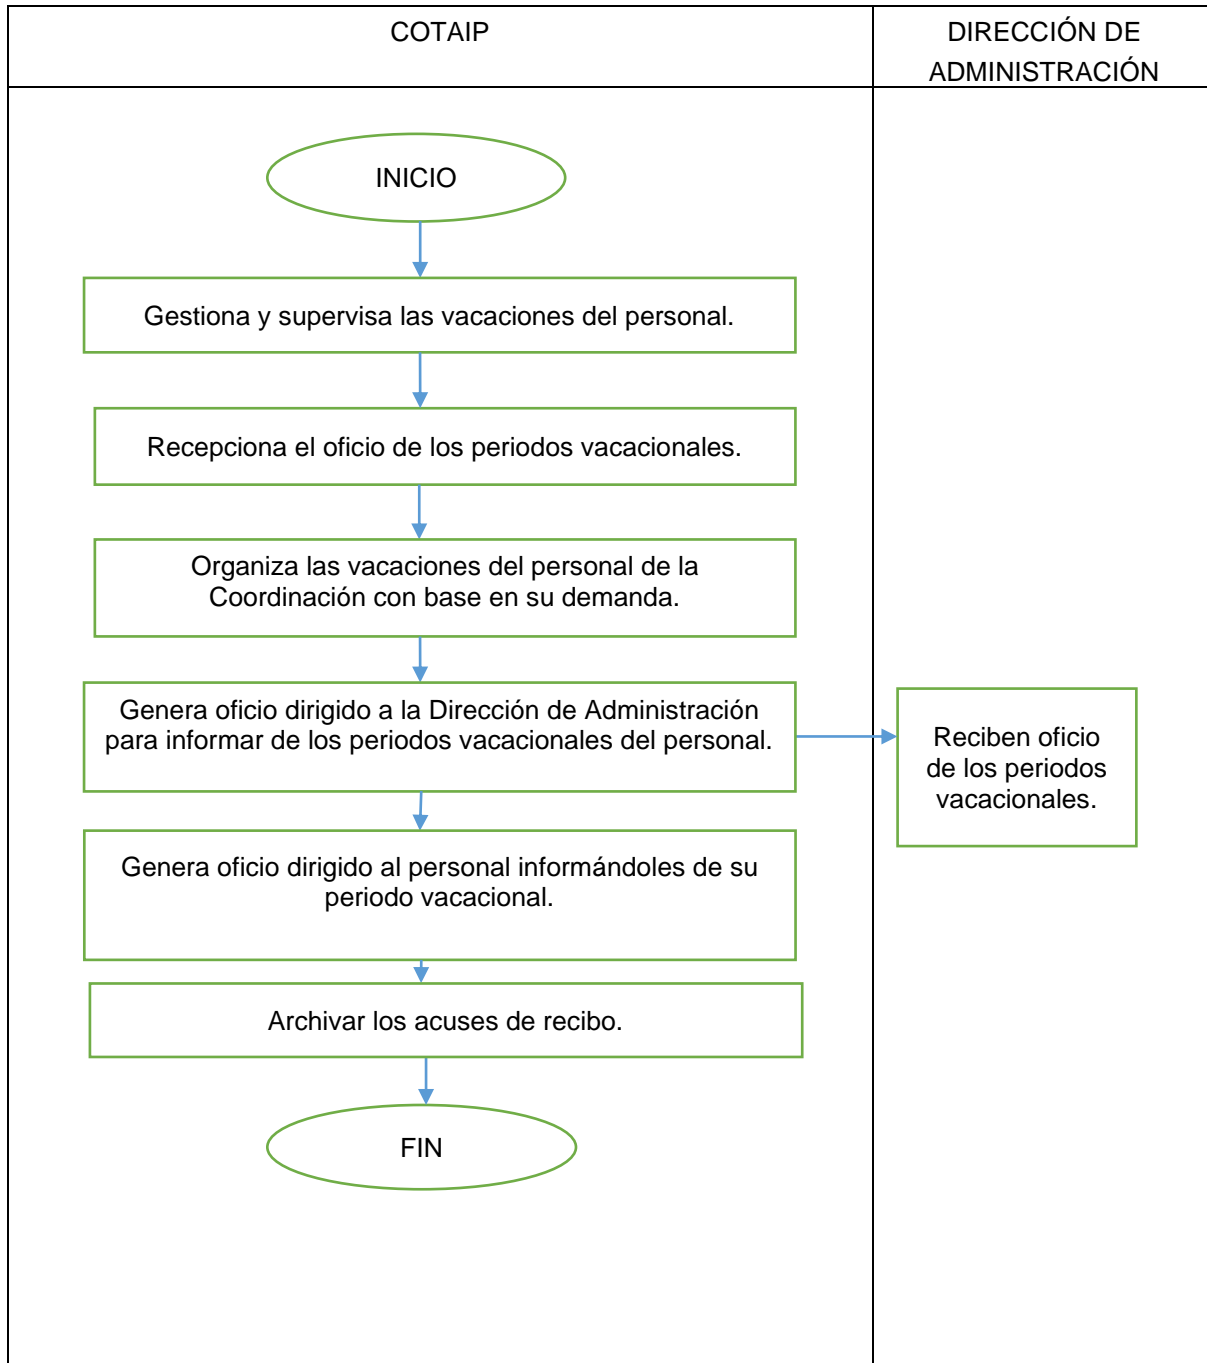 COTAIP
DIRECCIÓN DE
ADMINISTRACIÓN
INICIO
Gestiona y supervisa las vacaciones del personal.
Recepciona el oficio de los periodos vacacionales.
Organiza las vacaciones del personal de la
Coordinación con base en su demanda.
Genera oficio dirigido a la Dirección de Administración
para informar de los periodos vacacionales del personal.
Reciben oficio
de los periodos
vacacionales.
Genera oficio dirigido al personal informándoles de su
periodo vacacional.
Archivar los acuses de recibo.
FIN